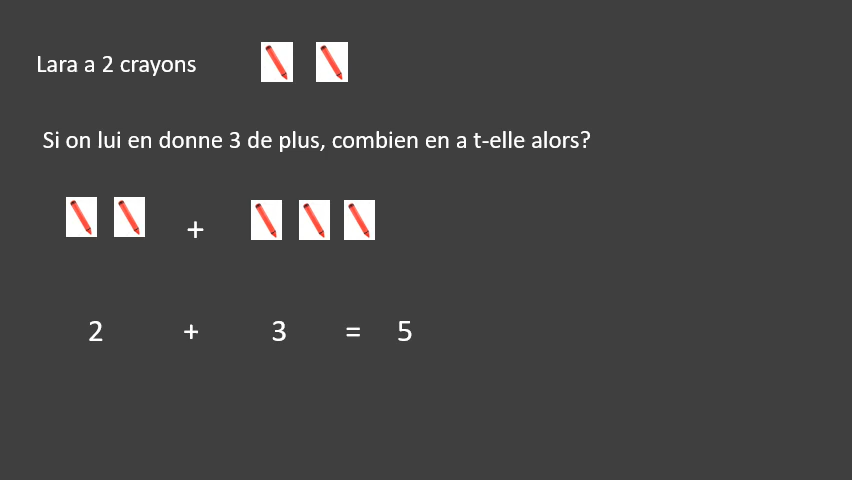 Lara a 2 crayons
Si on lui en donne 3 de plus, combien en a t-elle alors?
+
2 + 3 = 5